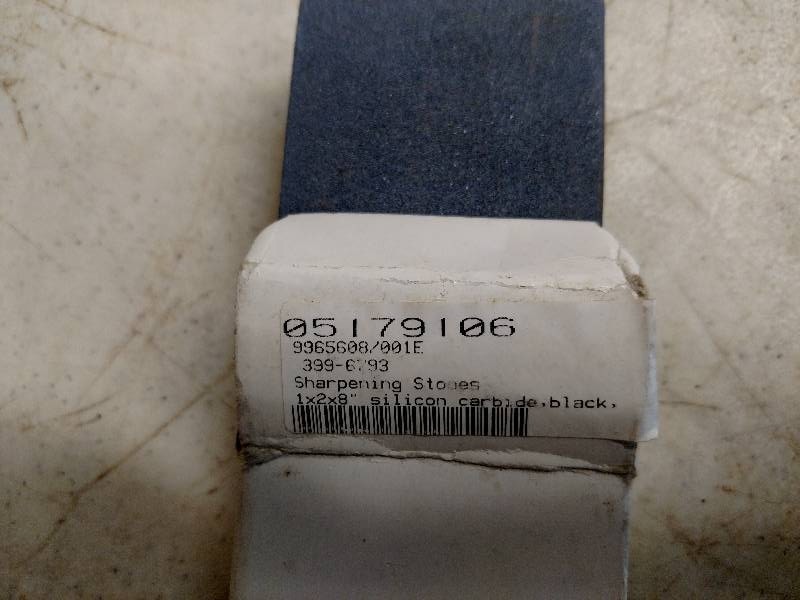 05179106
9965608/001E
399-6793
Sharpening Stones
1x2x8" silicon carbide,black,